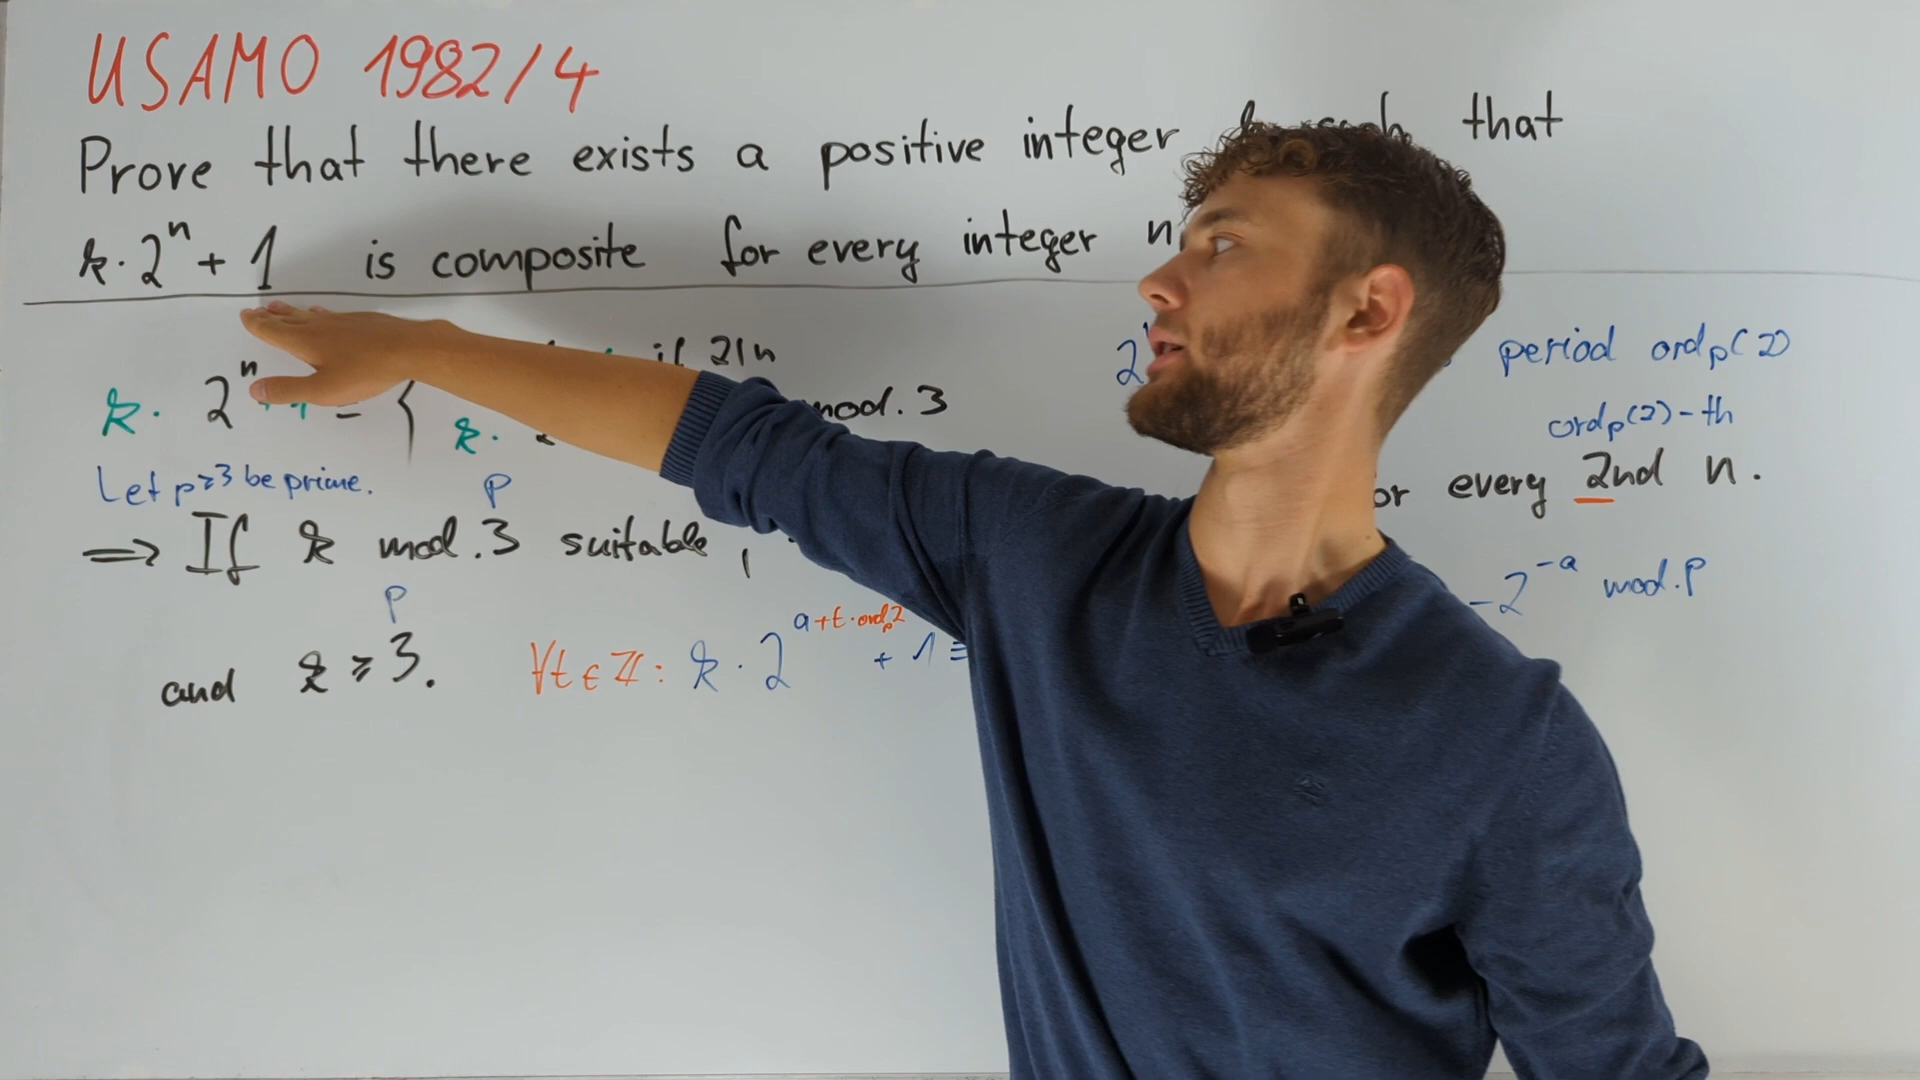 USAMO 1982/4
Prove that there exists a positive integer that
k · 2^n + 1 is composite for every integer n
k · 2^n = { if 2|n
k · mod. 3
2 period ord_p(2)
ord_p(2)-th
Let p≥3 be prime. p
=> If k mod. 3 suitable, or every 2nd n.
p
and k ≥ 3. ∀t ∈ ℤ: k · 2^(a+t·ord_p 2) + 1 ≡ -2^(-a) mod. p